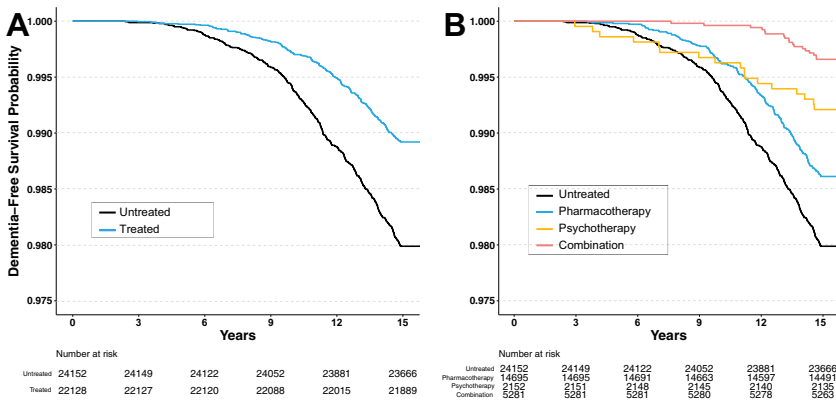 A
Dementia–Free Survival Probability
1.000
0.995
0.990
0.985
0.980
0.975
Untreated
Treated
0 3 6 9 12 15
Years
Number at risk
Untreated 24152 24149 24122 24052 23881 23666
Treated 22128 22127 22120 22088 22015 21889
B
1.000
0.995
0.990
0.985
0.980
0.975
Untreated
Pharmacotherapy
Psychotherapy
Combination
0 3 6 9 12 15
Years
Number at risk
Untreated 24152 24149 24122 24052 23881 23666
Pharmacotherapy 14695 14695 14691 14663 14597 14491
Psychotherapy 2152 2151 2148 2145 2140 2135
Combination 5281 5281 5281 5280 5278 5263